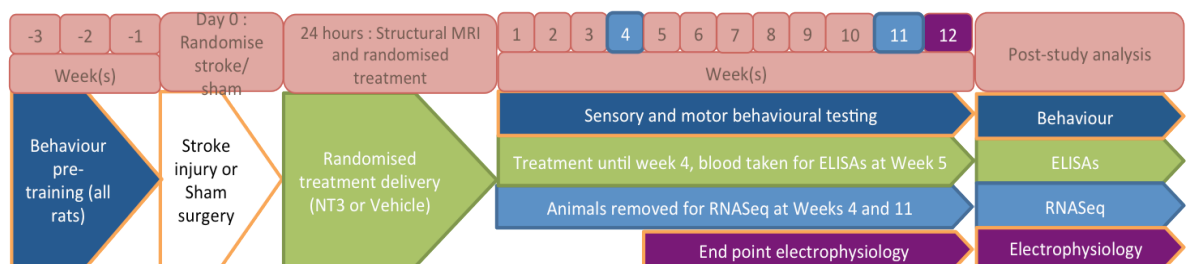 -3 -2 -1
Week(s)
Day 0 :
Randomise
stroke/
sham
24 hours : Structural MRI
and randomised
treatment
1 2 3 4 5 6 7 8 9 10 11 12
Week(s)
Post-study analysis
Behaviour
pre-
training (all
rats)
Stroke
injury or
Sham
surgery
Randomised
treatment delivery
(NT3 or Vehicle)
Sensory and motor behavioural testing
Treatment until week 4, blood taken for ELISAs at Week 5
Animals removed for RNASeq at Weeks 4 and 11
End point electrophysiology
Behaviour
ELISAs
RNASeq
Electrophysiology